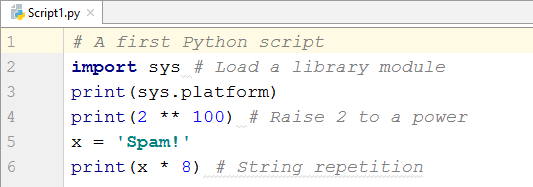 Script1.py
1 # A first Python script
2 import sys # Load a library module
3 print(sys.platform)
4 print(2 ** 100) # Raise 2 to a power
5 x = 'Spam!'
6 print(x * 8) # String repetition